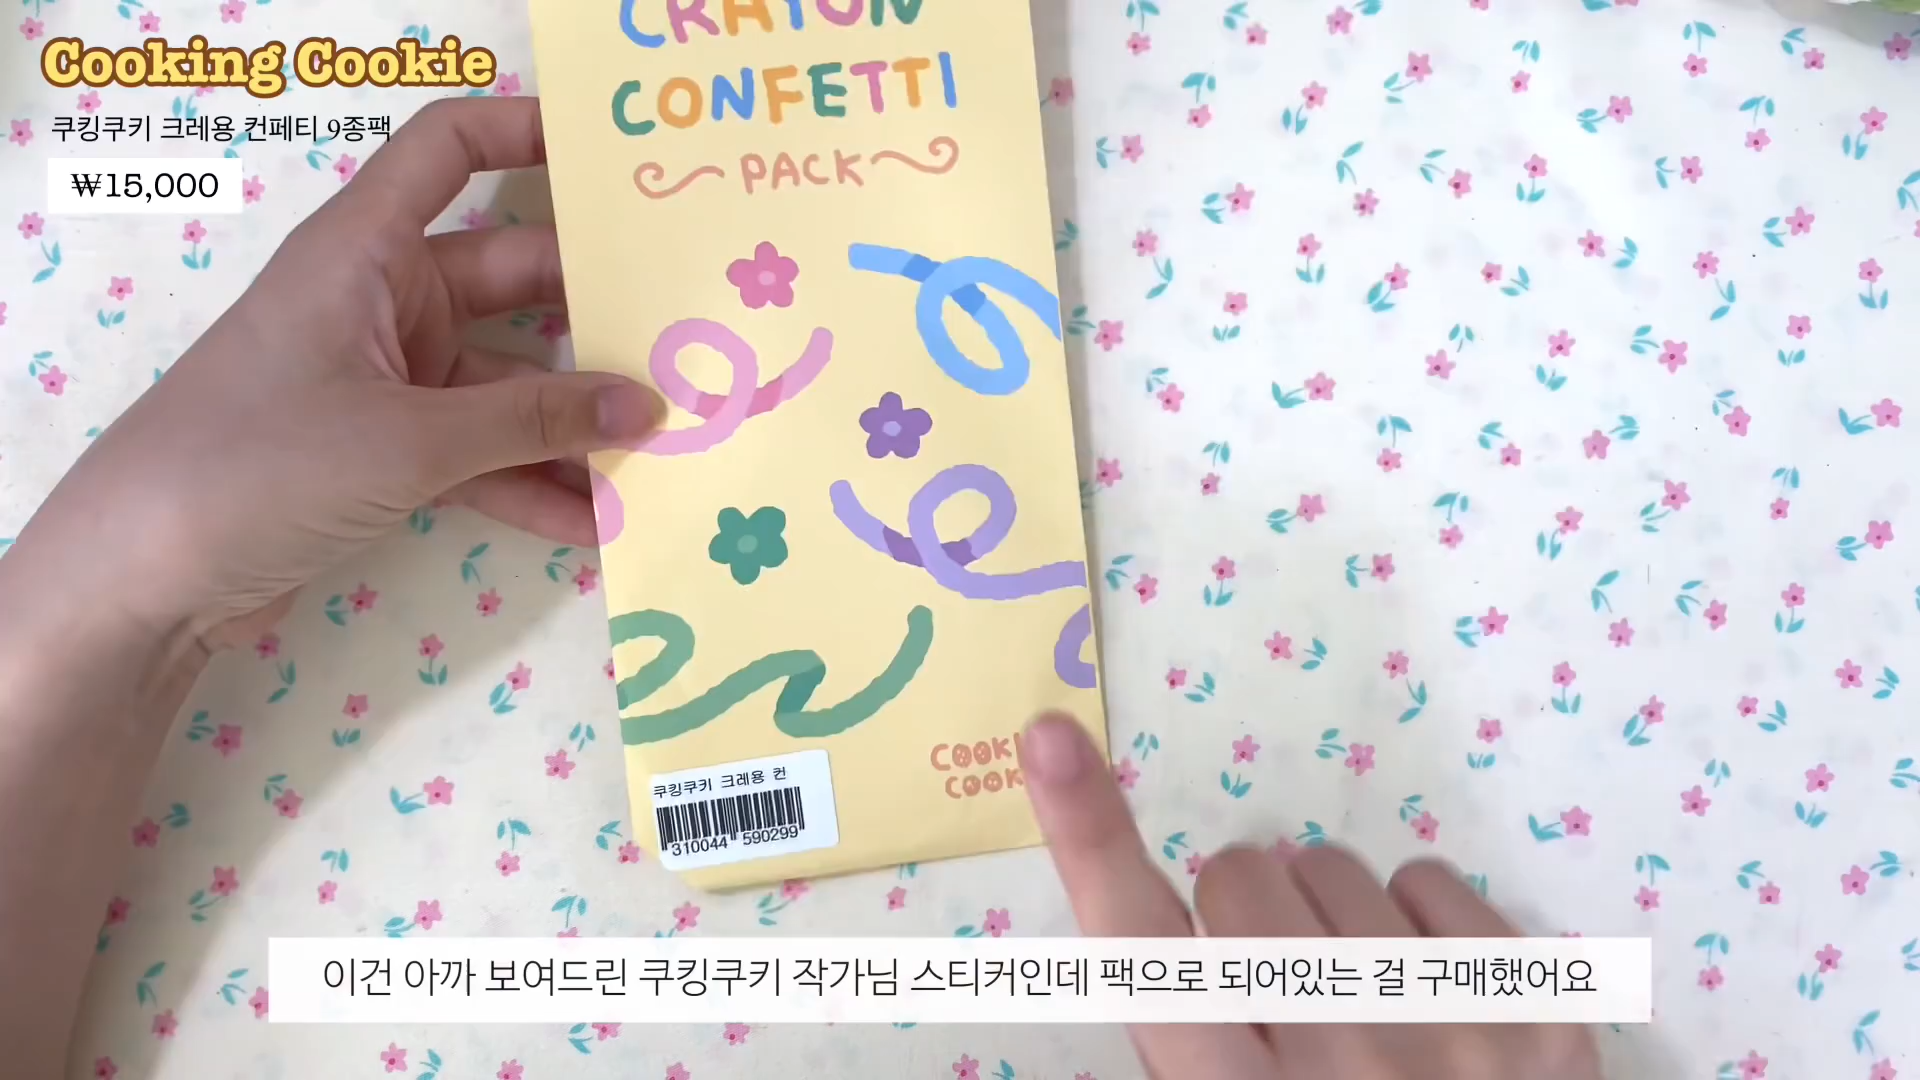 Cooking Cookie
쿠킹쿠키 크레용 컨페티 9종팩
₩15,000
CRAYON
CONFETTI
PACK
쿠킹쿠키 크레용 컨
310044 590299
이건 아까 보여드린 쿠킹쿠키 작가님 스티커인데 팩으로 되어있는 걸 구매했어요